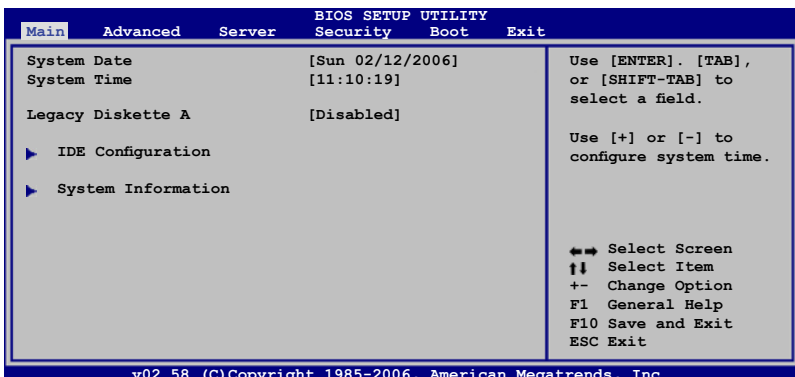 BIOS SETUP UTILITY
Main Advanced Server Security Boot Exit
System Date [Sun 02/12/2006]
System Time [11:10:19]
Legacy Diskette A [Disabled]
IDE Configuration
System Information
Use [ENTER]. [TAB],
or [SHIFT-TAB] to
select a field.
Use [+] or [-] to
configure system time.
Select Screen
Select Item
+- Change Option
F1 General Help
F10 Save and Exit
ESC Exit
v02.58 (C)Copyright 1985-2006, American Megatrends, Inc.